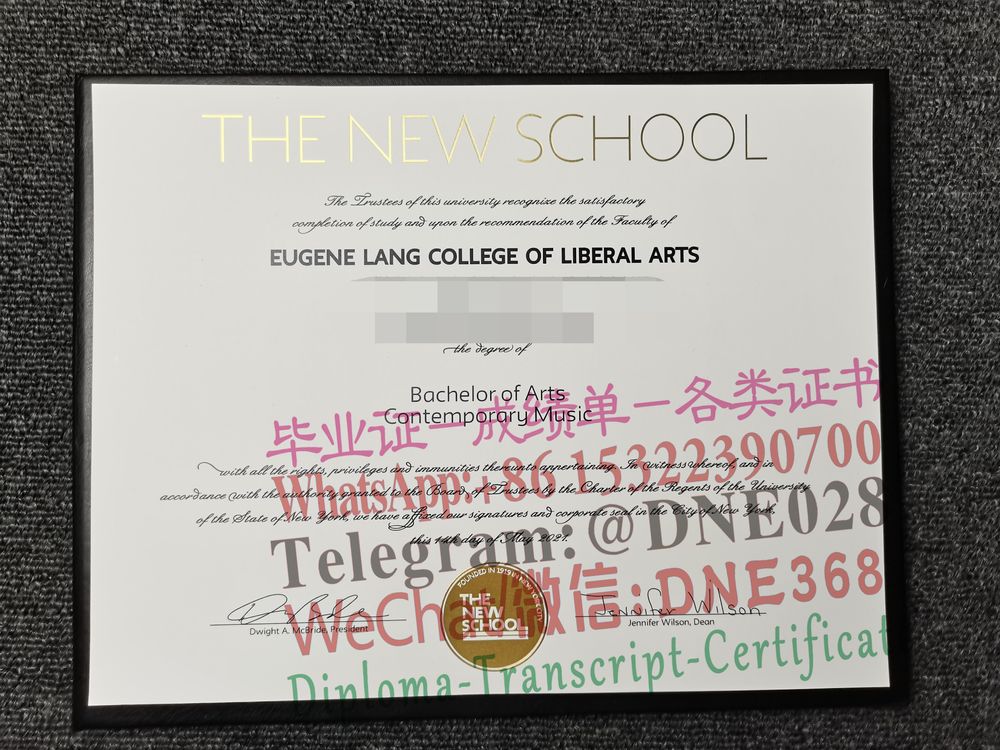 THE NEW SCHOOL
The Trustees of this university recognize the satisfactory
completion of study and upon the recommendation of the Faculty of
EUGENE LANG COLLEGE OF LIBERAL ARTS
the degree of
Bachelor of Arts
Contemporary Music
毕业证一成绩单一各类证书
with all the rights, privileges and immunities thereunto appertaining. In witness whereof, and in
WhatsApp:+86 15322390700
accordance with the authority granted to the Board of Trustees by the Charter of the Regents of the University
of the State of New York, we have affixed our signatures and corporate seal in the City of New York,
Telegram: @DNE028
this 14th day of May 2021.
WeChat/微信:DNE368
FOUNDED IN 1919 IN NEW YORK CITY
THE
NEW
SCHOOL
Jennifer Wilson
Dwight A. McBride, President
Jennifer Wilson, Dean
Diploma-Transcript-Certificat